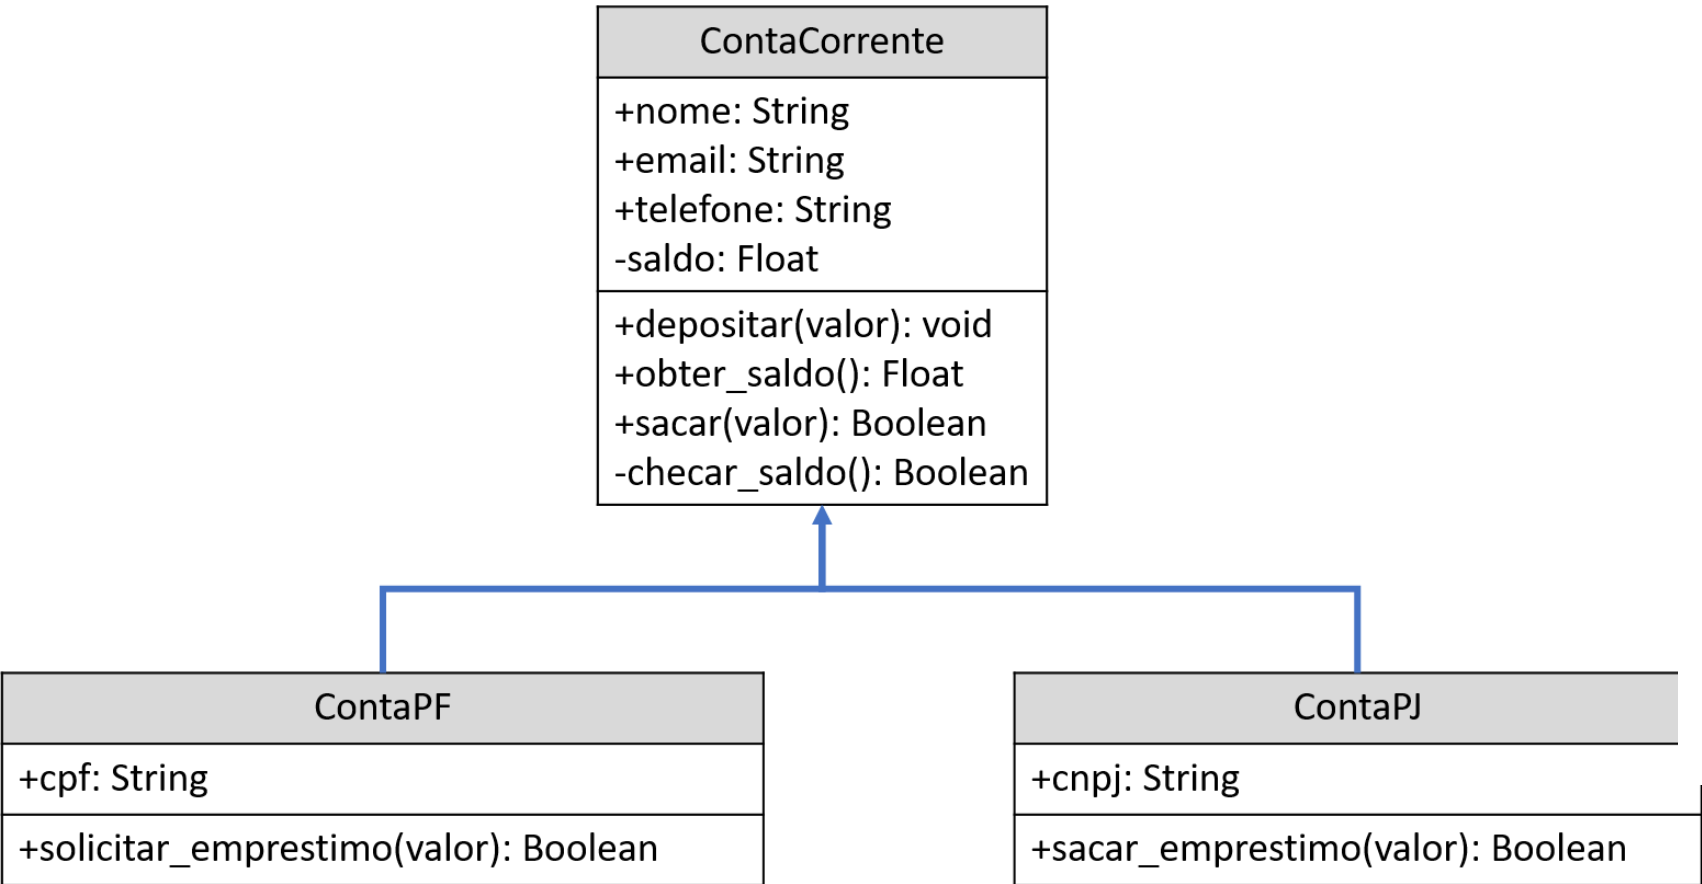 ContaCorrente
+nome: String
+email: String
+telefone: String
-saldo: Float
+depositar(valor): void
+obter_saldo(): Float
+sacar(valor): Boolean
-checar_saldo(): Boolean
ContaPF
+cpf: String
+solicitar_emprestimo(valor): Boolean
ContaPJ
+cnpj: String
+sacar_emprestimo(valor): Boolean